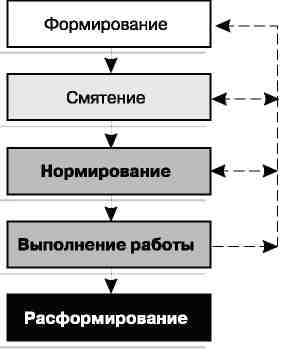 Формирование
Смятение
Нормирование
Выполнение работы
Расформирование